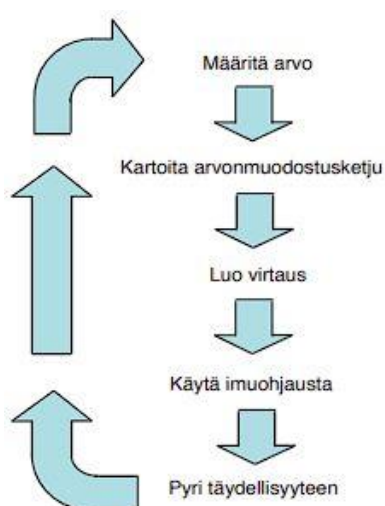 Määritä arvo
Kartoita arvonmuodostusketju
Luo virtaus
Käytä imuohjausta
Pyri täydellisyyteen